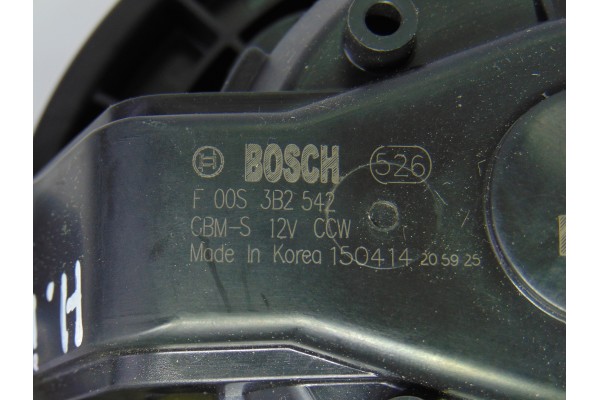 BOSCH 526
F 00S 3B2 542
GBM-S 12V CCW
Made In Korea 150414 20 59 25